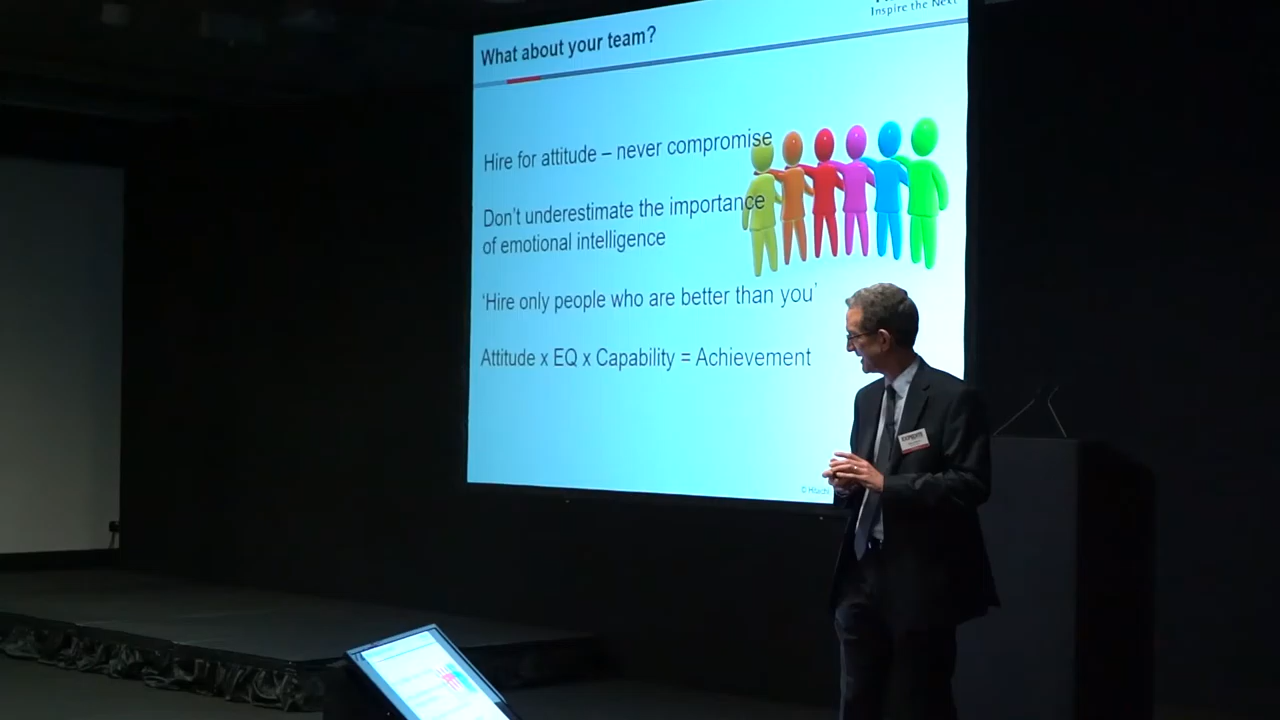 Inspire the Next
What about your team?
Hire for attitude – never compromise
Don't underestimate the importance
of emotional intelligence
'Hire only people who are better than you'
Attitude x EQ x Capability = Achievement
© Hitachi